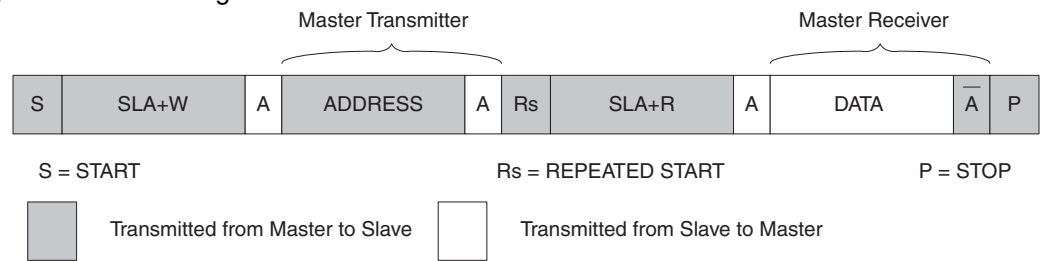 Master Transmitter Master Receiver
S SLA+W A ADDRESS A Rs SLA+R A DATA A̅ P
S = START Rs = REPEATED START P = STOP
Transmitted from Master to Slave Transmitted from Slave to Master